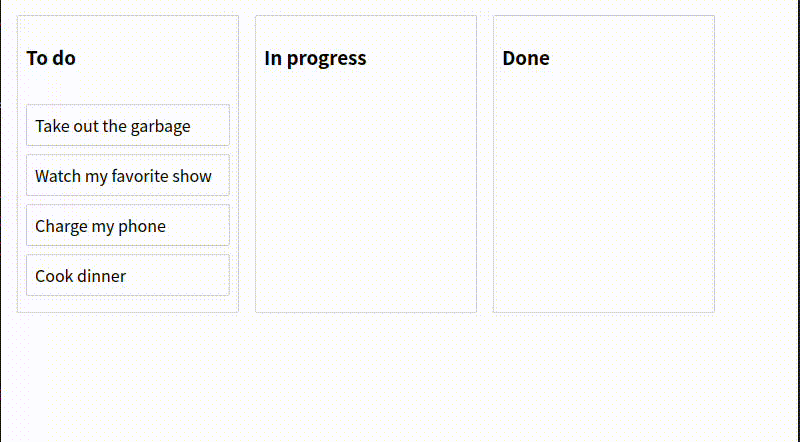 To do
Take out the garbage
Watch my favorite show
Charge my phone
Cook dinner
In progress
Done